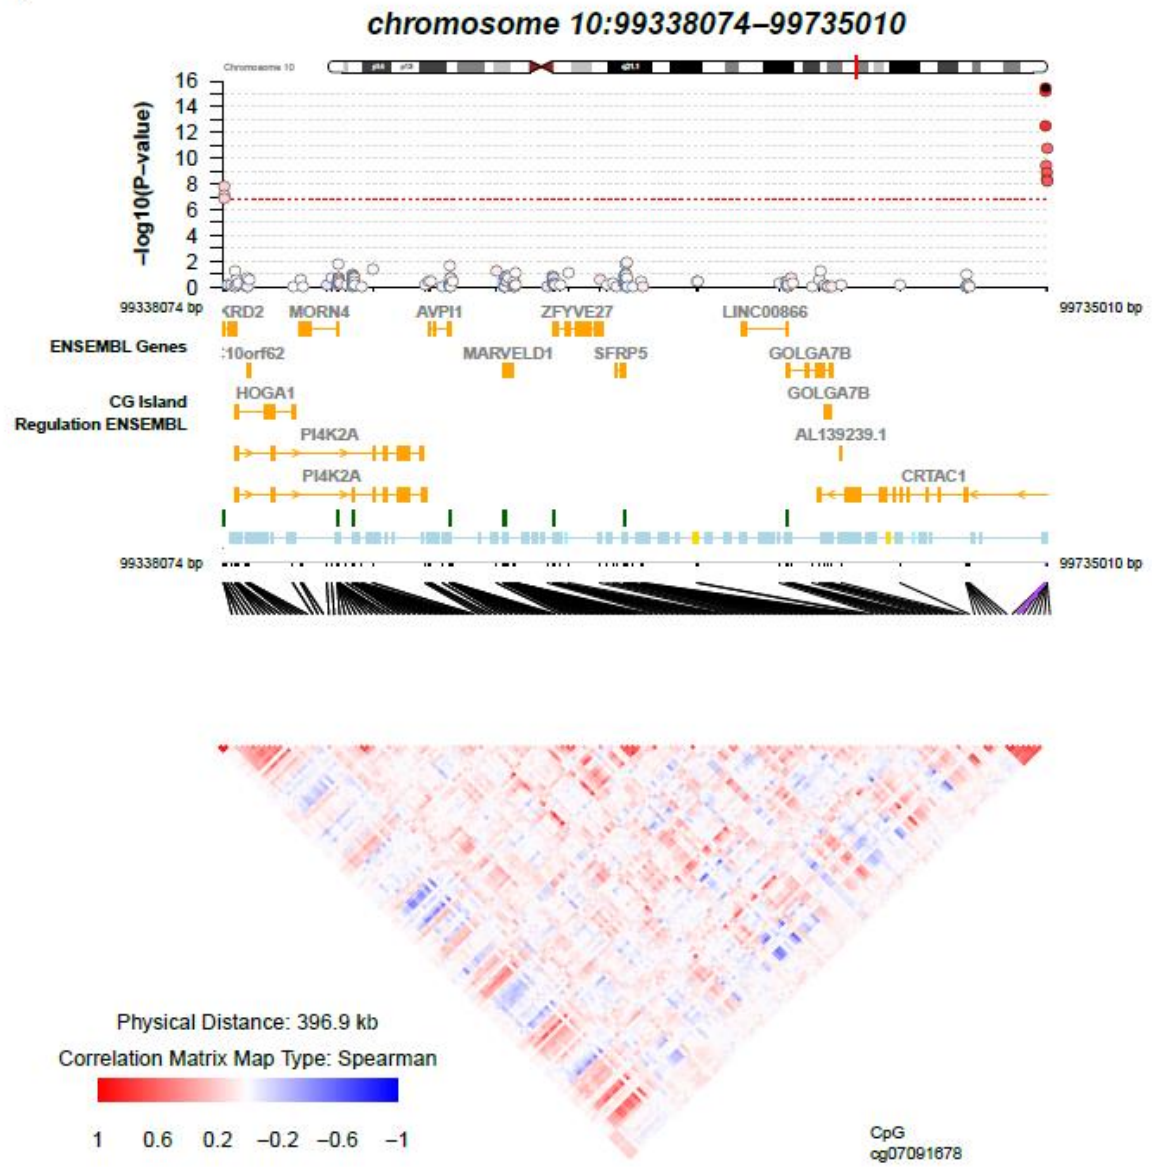 chromosome 10:99338074–99735010
Chromosome 10
q21.1
–log10(P–value)
16
14
12
10
8
6
4
2
0
99338074 bp
99735010 bp
KRD2 MORN4 AVPI1 ZFYVE27 LINC00866
ENSEMBL Genes
:10orf62 MARVELD1 SFRP5 GOLGA7B
CG Island
HOGA1 GOLGA7B
Regulation ENSEMBL
PI4K2A AL139239.1
PI4K2A CRTAC1
99338074 bp
99735010 bp
Physical Distance: 396.9 kb
Correlation Matrix Map Type: Spearman
1 0.6 0.2 –0.2 –0.6 –1
CpG
cg07091678